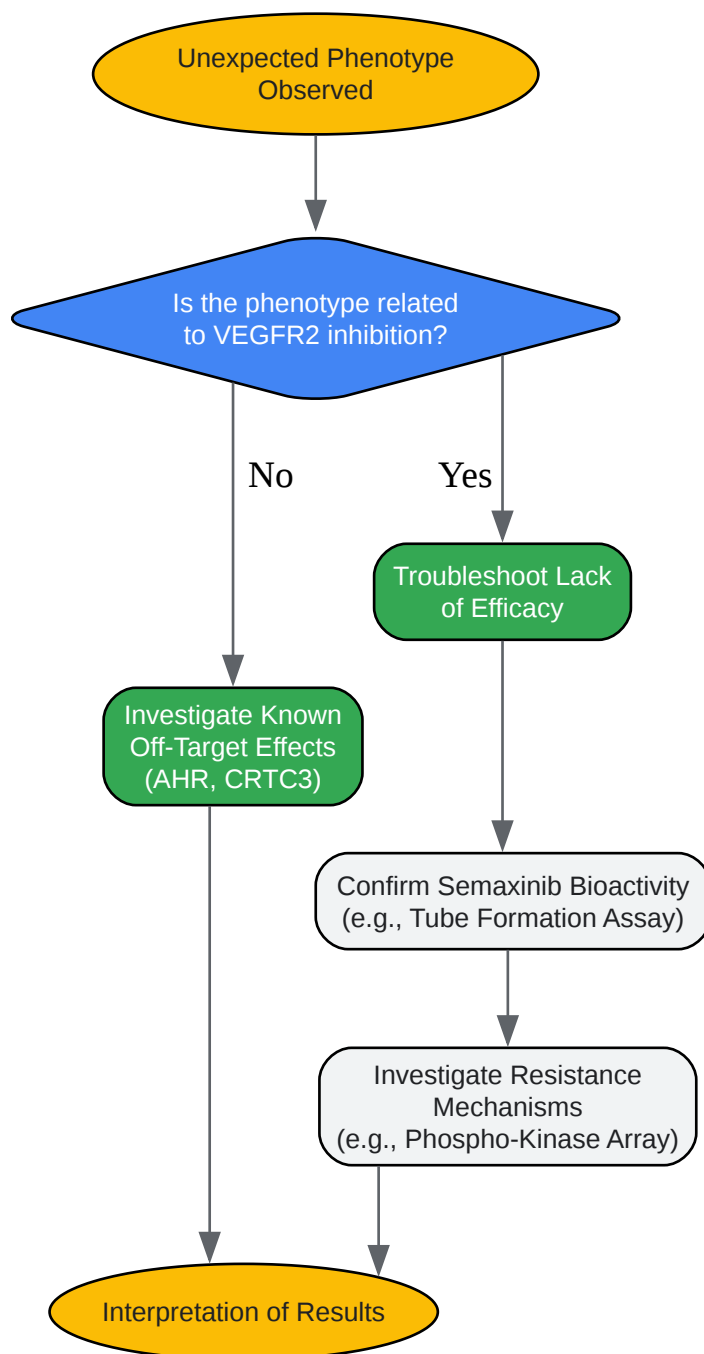 Unexpected Phenotype
Observed
Is the phenotype related
to VEGFR2 inhibition?
No
Yes
Troubleshoot Lack
of Efficacy
Investigate Known
Off-Target Effects
(AHR, CRTC3)
Confirm Semaxinib Bioactivity
(e.g., Tube Formation Assay)
Investigate Resistance
Mechanisms
(e.g., Phospho-Kinase Array)
Interpretation of Results